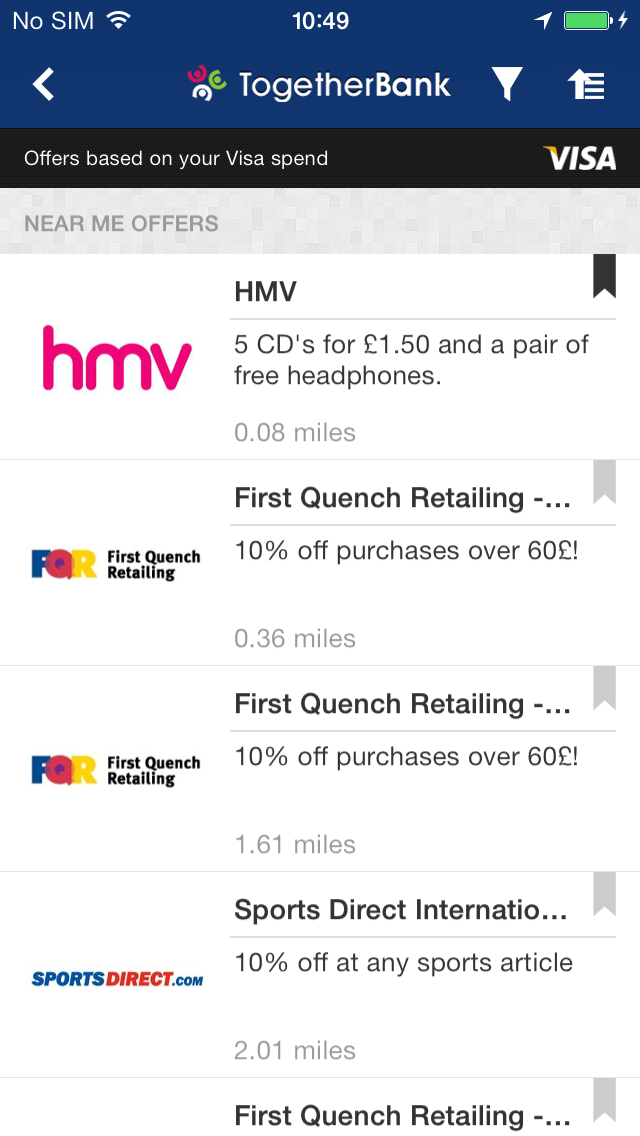 No SIM 10:49
TogetherBank
Offers based on your Visa spend VISA
NEAR ME OFFERS
HMV
hmv
5 CD's for £1.50 and a pair of
free headphones.
0.08 miles
First Quench Retailing -...
FQR First Quench
Retailing
10% off purchases over 60£!
0.36 miles
First Quench Retailing -...
FQR First Quench
Retailing
10% off purchases over 60£!
1.61 miles
Sports Direct Internatio...
SPORTSDIRECT.COM
10% off at any sports article
2.01 miles
First Quench Retailing -...